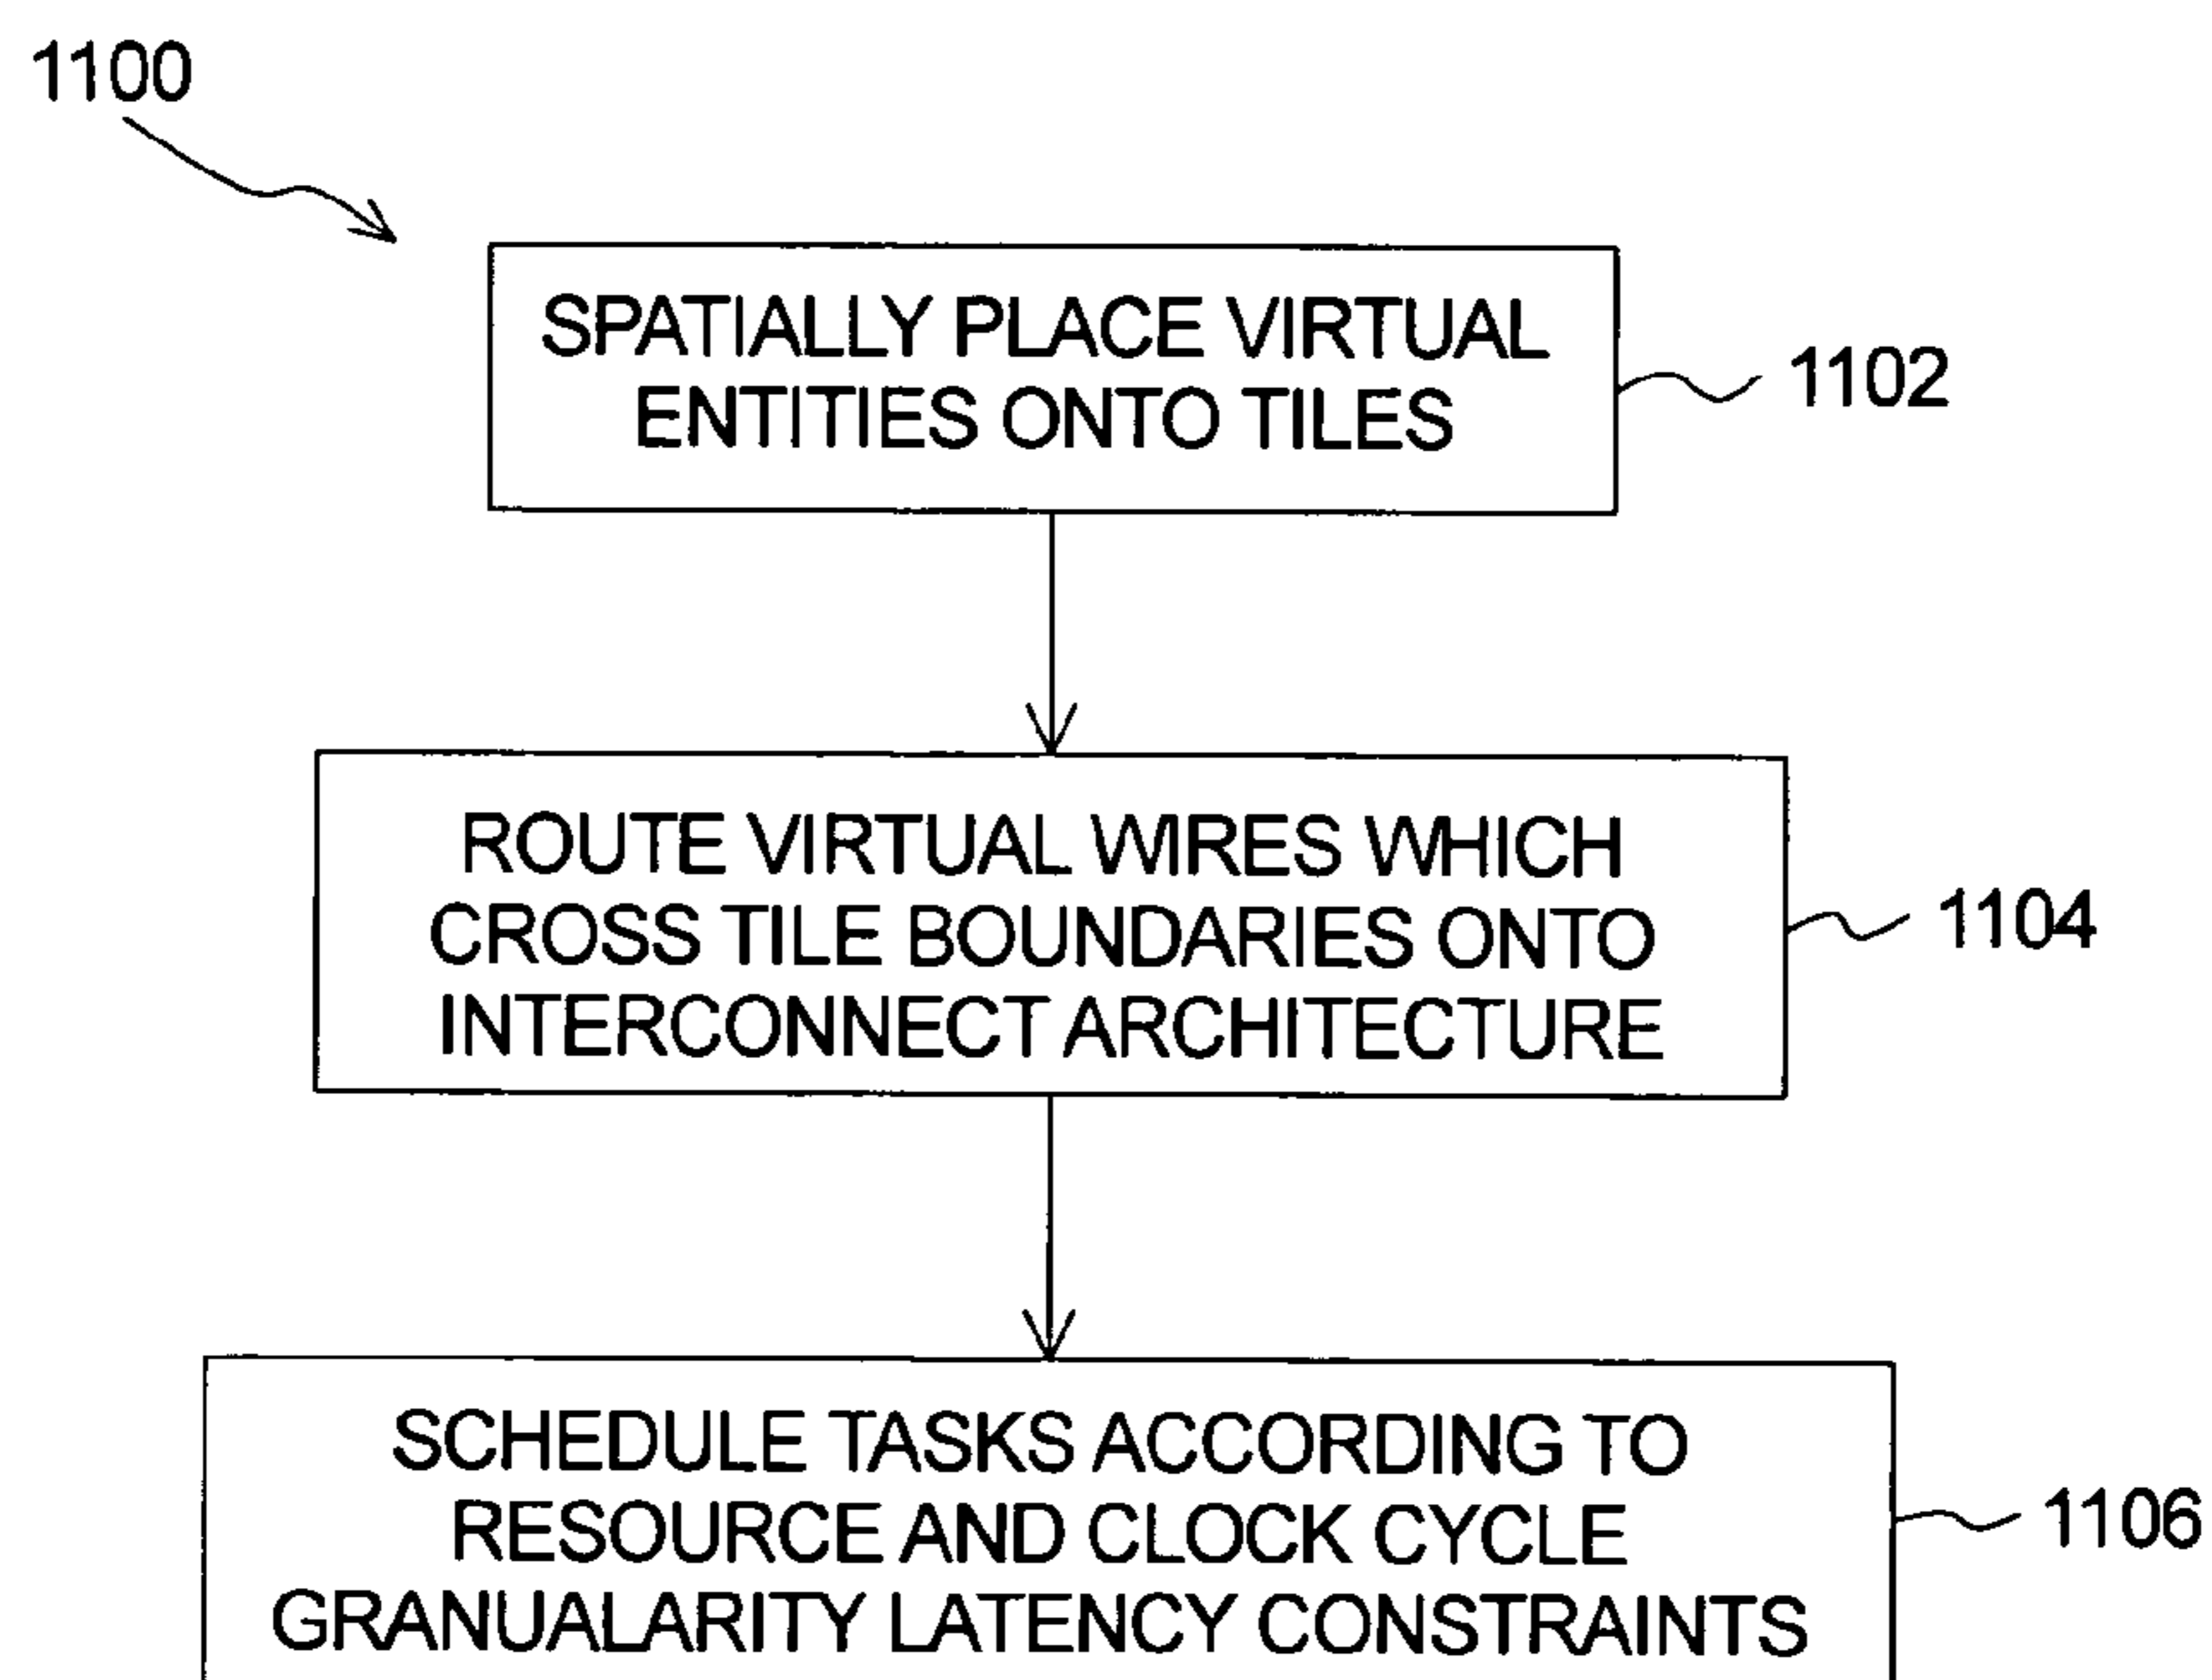 1100
SPATIALLY PLACE VIRTUAL
ENTITIES ONTO TILES
1102
ROUTE VIRTUAL WIRES WHICH
CROSS TILE BOUNDARIES ONTO
INTERCONNECT ARCHITECTURE
1104
SCHEDULE TASKS ACCORDING TO
RESOURCE AND CLOCK CYCLE
GRANUALARITY LATENCY CONSTRAINTS
1106